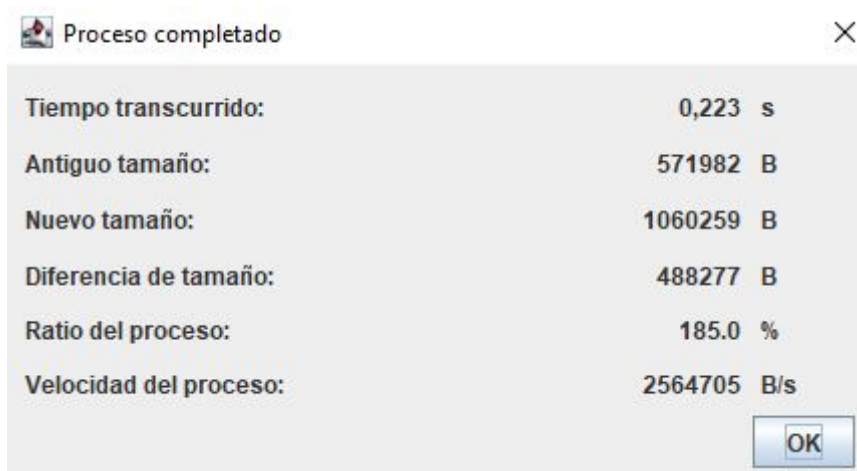 Proceso completado
Tiempo transcurrido: 0,223 s
Antiguo tamaño: 571982 B
Nuevo tamaño: 1060259 B
Diferencia de tamaño: 488277 B
Ratio del proceso: 185.0 %
Velocidad del proceso: 2564705 B/s
OK